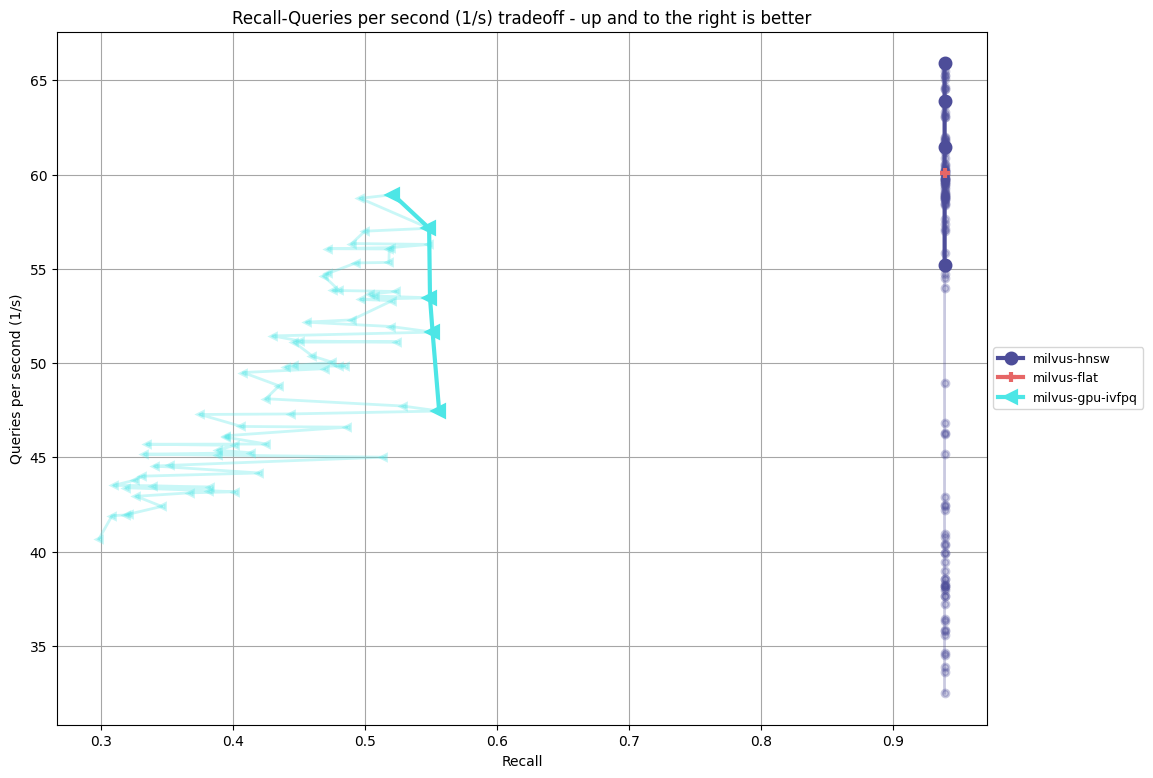 Recall-Queries per second (1/s) tradeoff - up and to the right is better
Queries per second (1/s)
65
60
55
50
45
40
35
0.3 0.4 0.5 0.6 0.7 0.8 0.9
Recall
milvus-hnsw
milvus-flat
milvus-gpu-ivfpq